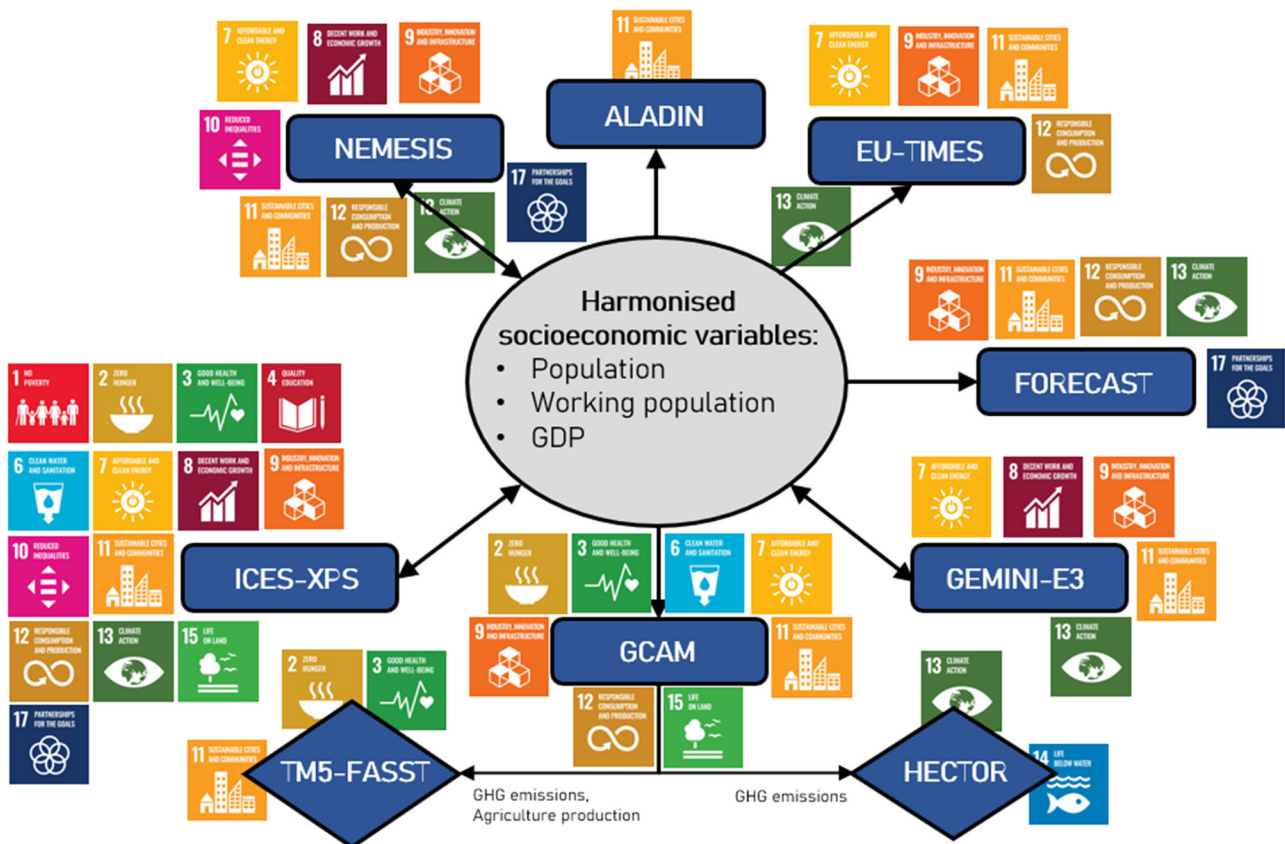 7 AFFORDABLE AND
CLEAN ENERGY
8 DECENT WORK AND
ECONOMIC GROWTH
9 INDUSTRY, INNOVATION
AND INFRASTRUCTURE
11 SUSTAINABLE CITIES
AND COMMUNITIES
7 AFFORDABLE AND
CLEAN ENERGY
9 INDUSTRY, INNOVATION
AND INFRASTRUCTURE
11 SUSTAINABLE CITIES
AND COMMUNITIES
10 REDUCED
INEQUALITIES
NEMESIS
ALADIN
EU-TIMES
12 RESPONSIBLE
CONSUMPTION
AND PRODUCTION
11 SUSTAINABLE CITIES
AND COMMUNITIES
12 RESPONSIBLE
CONSUMPTION
AND PRODUCTION
13 CLIMATE
ACTION
17 PARTNERSHIPS
FOR THE GOALS
13 CLIMATE
ACTION
Harmonised
socioeconomic variables:
• Population
• Working population
• GDP
9 INDUSTRY, INNOVATION
AND INFRASTRUCTURE
11 SUSTAINABLE CITIES
AND COMMUNITIES
12 RESPONSIBLE
CONSUMPTION
AND PRODUCTION
13 CLIMATE
ACTION
FORECAST
17 PARTNERSHIPS
FOR THE GOALS
1 NO
POVERTY
2 ZERO
HUNGER
3 GOOD HEALTH
AND WELL-BEING
4 QUALITY
EDUCATION
6 CLEAN WATER
AND SANITATION
7 AFFORDABLE AND
CLEAN ENERGY
8 DECENT WORK AND
ECONOMIC GROWTH
9 INDUSTRY, INNOVATION
AND INFRASTRUCTURE
10 REDUCED
INEQUALITIES
11 SUSTAINABLE CITIES
AND COMMUNITIES
ICES-XPS
12 RESPONSIBLE
CONSUMPTION
AND PRODUCTION
13 CLIMATE
ACTION
15 LIFE
ON LAND
17 PARTNERSHIPS
FOR THE GOALS
7 AFFORDABLE AND
CLEAN ENERGY
8 DECENT WORK AND
ECONOMIC GROWTH
9 INDUSTRY, INNOVATION
AND INFRASTRUCTURE
GEMINI-E3
11 SUSTAINABLE CITIES
AND COMMUNITIES
13 CLIMATE
ACTION
2 ZERO
HUNGER
3 GOOD HEALTH
AND WELL-BEING
6 CLEAN WATER
AND SANITATION
7 AFFORDABLE AND
CLEAN ENERGY
9 INDUSTRY, INNOVATION
AND INFRASTRUCTURE
GCAM
11 SUSTAINABLE CITIES
AND COMMUNITIES
12 RESPONSIBLE
CONSUMPTION
AND PRODUCTION
15 LIFE
ON LAND
2 ZERO
HUNGER
3 GOOD HEALTH
AND WELL-BEING
11 SUSTAINABLE CITIES
AND COMMUNITIES
TM5-FASST
GHG emissions,
Agriculture production
GHG emissions
13 CLIMATE
ACTION
HECTOR
14 LIFE
BELOW WATER